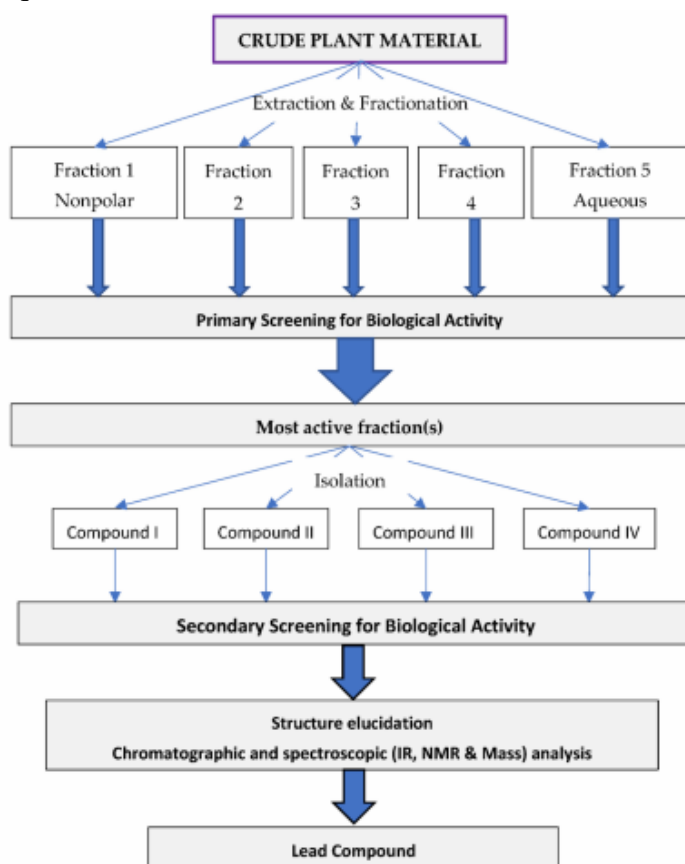 CRUDE PLANT MATERIAL
Extraction & Fractionation
Fraction 1
Nonpolar
Fraction
2
Fraction
3
Fraction
4
Fraction 5
Aqueous
Primary Screening for Biological Activity
Most active fraction(s)
Isolation
Compound I
Compound II
Compound III
Compound IV
Secondary Screening for Biological Activity
Structure elucidation
Chromatographic and spectroscopic (IR, NMR & Mass) analysis
Lead Compound